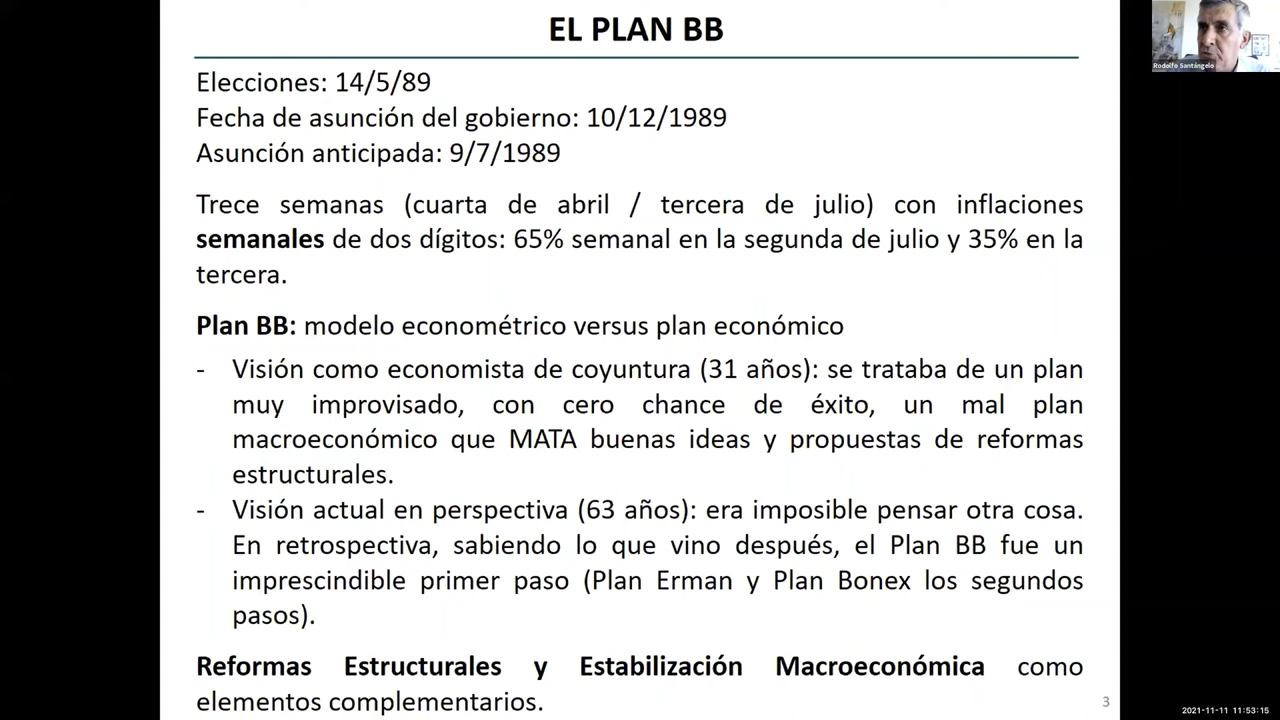 EL PLAN BB
Rodolfo Santángelo
Elecciones: 14/5/89
Fecha de asunción del gobierno: 10/12/1989
Asunción anticipada: 9/7/1989
Trece semanas (cuarta de abril / tercera de julio) con inflaciones
semanales de dos dígitos: 65% semanal en la segunda de julio y 35% en la
tercera.
Plan BB: modelo econométrico versus plan económico
- Visión como economista de coyuntura (31 años): se trataba de un plan
muy improvisado, con cero chance de éxito, un mal plan
macroeconómico que MATA buenas ideas y propuestas de reformas
estructurales.
- Visión actual en perspectiva (63 años): era imposible pensar otra cosa.
En retrospectiva, sabiendo lo que vino después, el Plan BB fue un
imprescindible primer paso (Plan Erman y Plan Bonex los segundos
pasos).
Reformas Estructurales y Estabilización Macroeconómica como
elementos complementarios.
3
2021-11-11 11:53:15